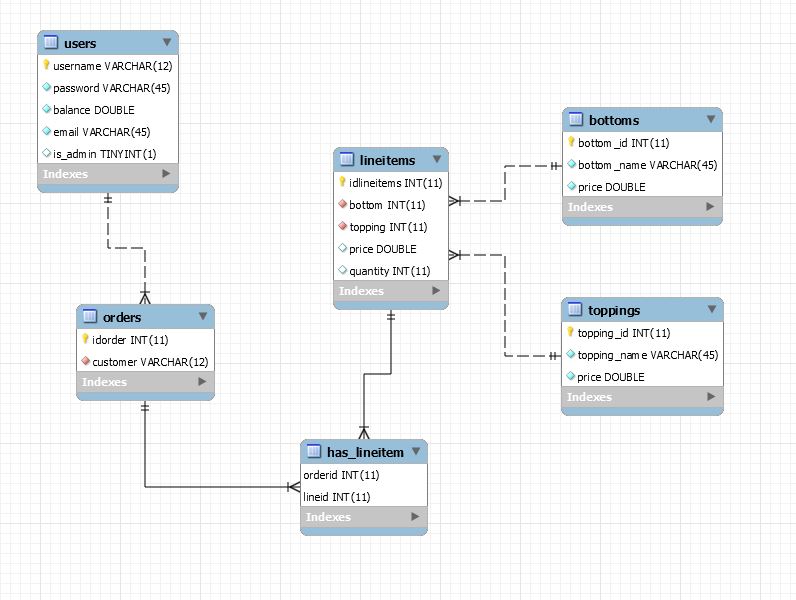 users
username VARCHAR(12)
password VARCHAR(45)
balance DOUBLE
email VARCHAR(45)
is_admin TINYINT(1)
Indexes
orders
idorder INT(11)
customer VARCHAR(12)
Indexes
lineitems
idlineitems INT(11)
bottom INT(11)
topping INT(11)
price DOUBLE
quantity INT(11)
Indexes
has_lineitem
orderid INT(11)
lineid INT(11)
Indexes
bottoms
bottom_id INT(11)
bottom_name VARCHAR(45)
price DOUBLE
Indexes
toppings
topping_id INT(11)
topping_name VARCHAR(45)
price DOUBLE
Indexes